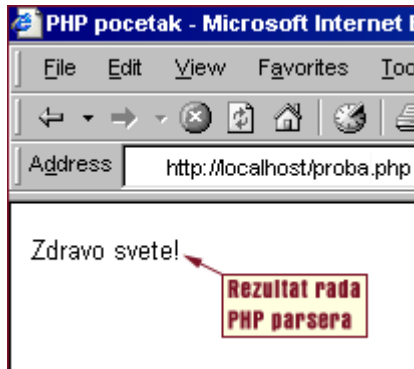 PHP pocetak - Microsoft Internet
File Edit View Favorites
Address http://localhost/proba.php
Zdravo svete!
Rezultat rada
PHP parsera